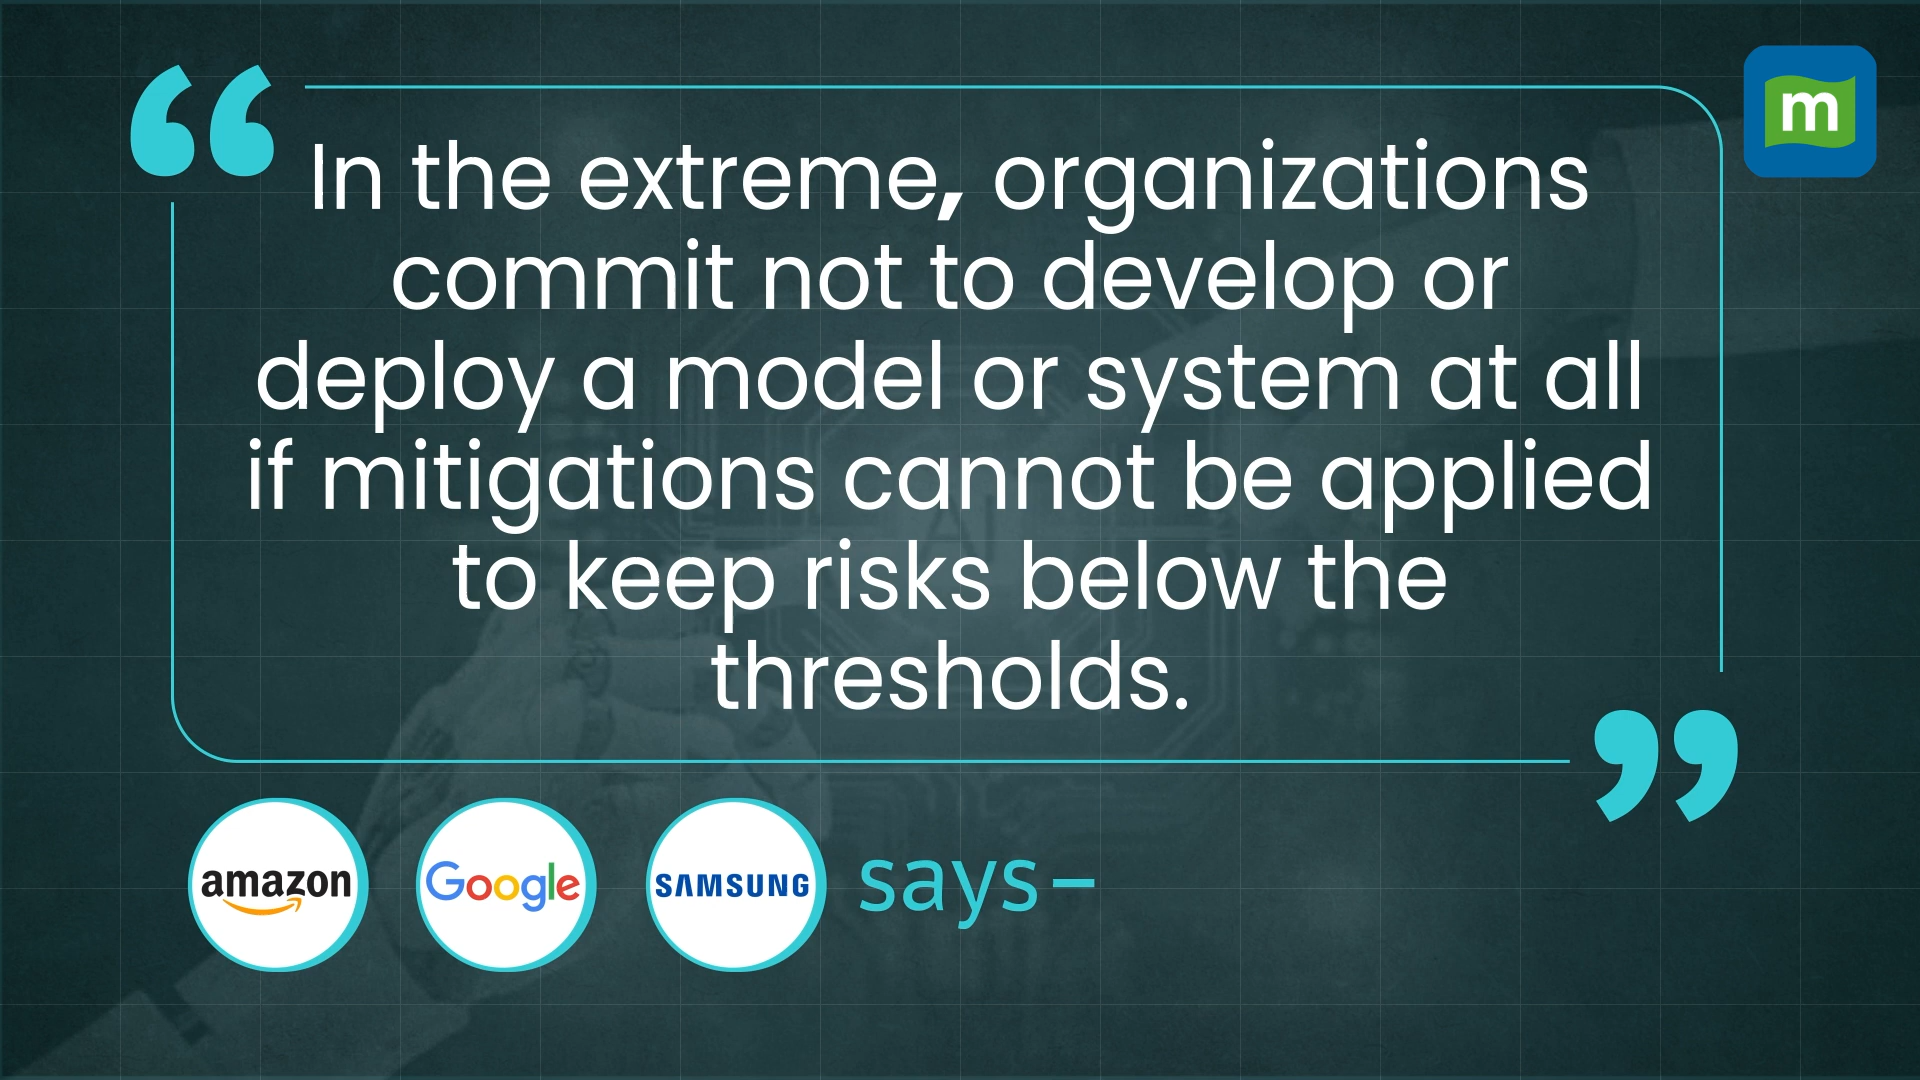 m
In the extreme, organizations
commit not to develop or
deploy a model or system at all
if mitigations cannot be applied
to keep risks below the
thresholds.
amazon Google SAMSUNG says–